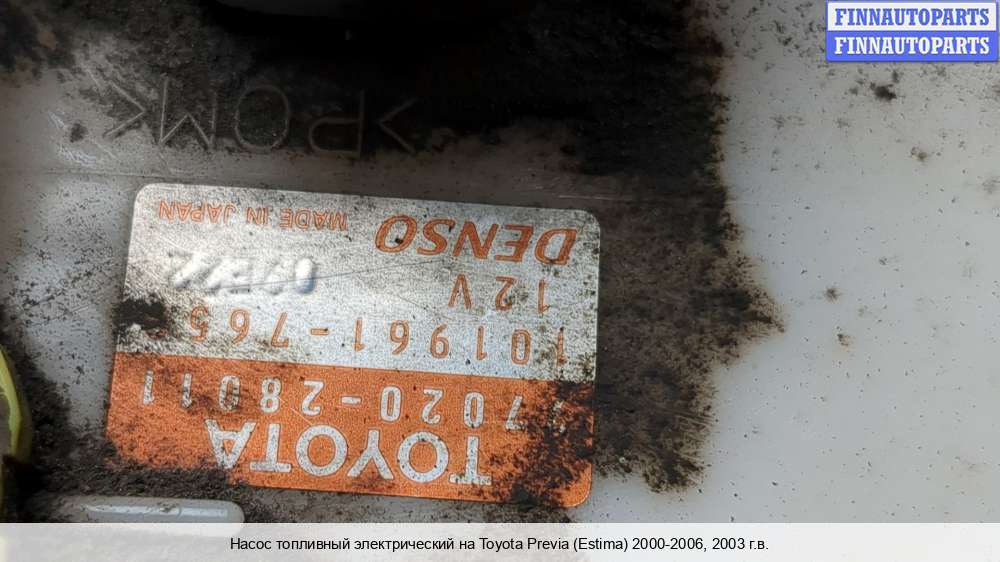 FINNAUTOPARTS
FINNAUTOPARTS
>POM<
TOYOTA
77020-28011
101961-765
12V
DENSO MADE IN JAPAN
Насос топливный электрический на Toyota Previa (Estima) 2000-2006, 2003 г.в.